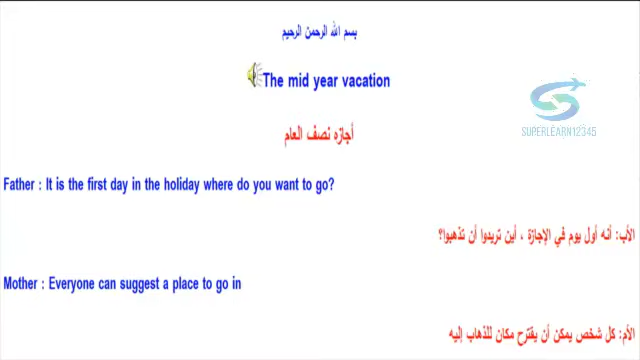 بسم الله الرحمن الرحيم
The mid year vacation
SUPERLEARN12345
أجازه نصف العام
Father : It is the first day in the holiday where do you want to go?
الأب: أنه أول يوم في الإجازة ، أين تريدوا أن تذهبوا؟
Mother : Everyone can suggest a place to go in
الأم: كل شخص يمكن أن يقترح مكان للذهاب إليه